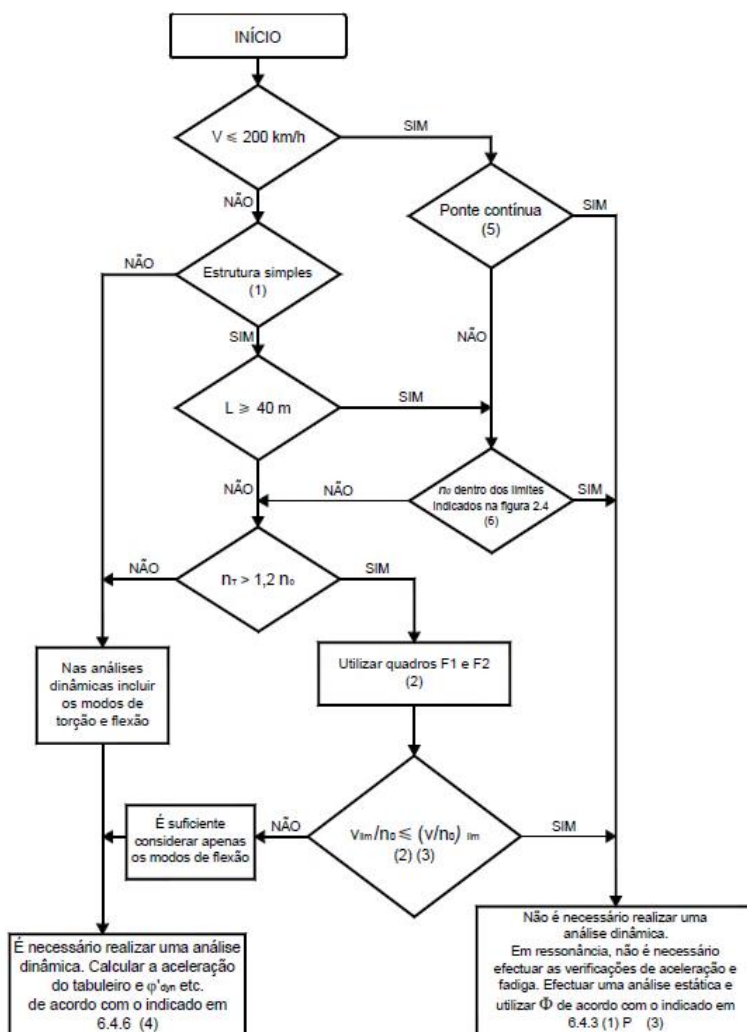 INÍCIO
V ≤ 200 km/h
SIM
NÃO
Ponte contínua
(5)
SIM
NÃO
Estrutura simples
(1)
NÃO
SIM
L ≥ 40 m
SIM
NÃO
NÃO
n₀ dentro dos limites
indicados na figura 2.4
(6)
SIM
nT > 1,2 n₀
NÃO
SIM
Nas análises
dinâmicas incluir
os modos de
torção e flexão
Utilizar quadros F1 e F2
(2)
É suficiente
considerar apenas
os modos de flexão
NÃO
vlim/n₀ ≤ (v/n₀) lim
(2) (3)
SIM
É necessário realizar uma análise
dinâmica. Calcular a aceleração
do tabuleiro e φ'dyn etc.
de acordo com o indicado em
6.4.6 (4)
Não é necessário realizar uma
análise dinâmica.
Em ressonância, não é necessário
efectuar as verificações de aceleração e
fadiga. Efectuar uma análise estática e
utilizar Φ de acordo com o indicado em
6.4.3 (1) P (3)